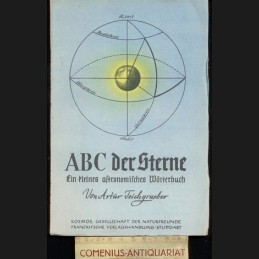 ABC der Sterne
Ein kleines astronomisches Wörterbuch
Von Artur Teichgraeber
KOSMOS, GESELLSCHAFT DER NATURFREUNDE
FRANCKH'SCHE VERLAGSHANDLUNG · STUTTGART
COMENIUS-ANTIQUARIAT